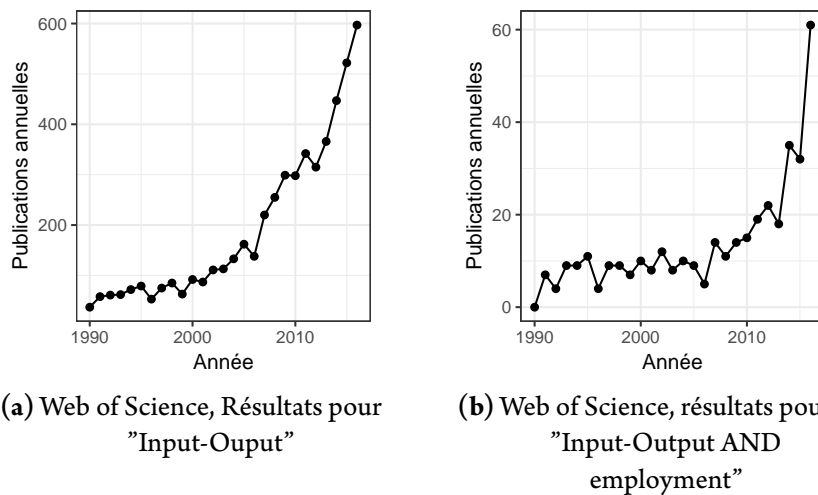 600
400
200
1990
2000
2010
Publications annuelles
Année
(a) Web of Science, Résultats pour
”Input-Ouput”
60
40
20
0
1990
2000
2010
Publications annuelles
Année
(b) Web of Science, résultats pou
”Input-Output AND
employment”